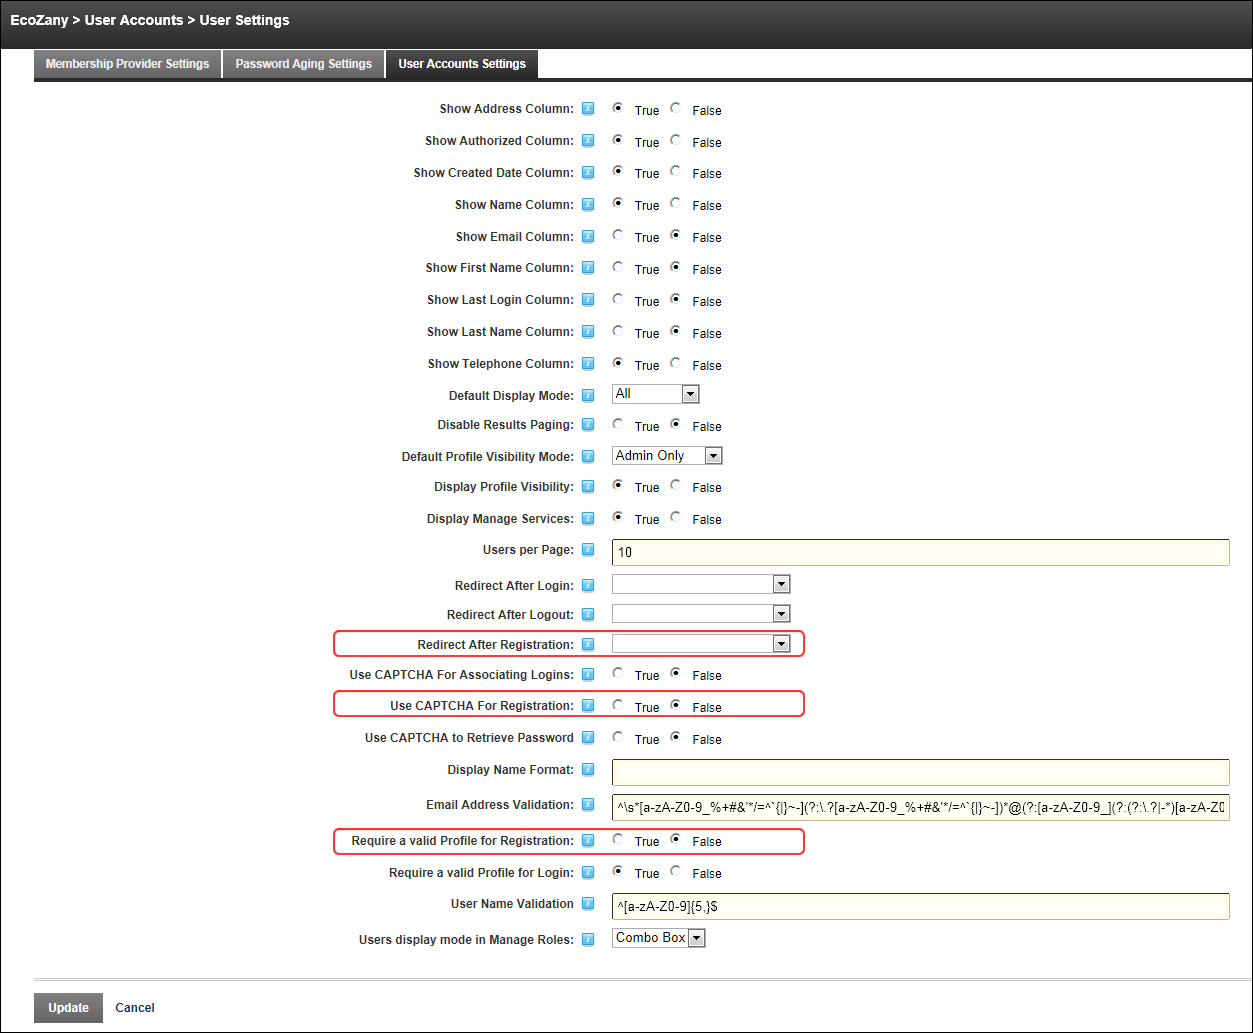 EcoZany > User Accounts > User Settings
Membership Provider Settings Password Aging Settings User Accounts Settings
Show Address Column: True False
Show Authorized Column: True False
Show Created Date Column: True False
Show Name Column: True False
Show Email Column: True False
Show First Name Column: True False
Show Last Login Column: True False
Show Last Name Column: True False
Show Telephone Column: True False
Default Display Mode: All
Disable Results Paging: True False
Default Profile Visibility Mode: Admin Only
Display Profile Visibility: True False
Display Manage Services: True False
Users per Page: 10
Redirect After Login:
Redirect After Logout:
Redirect After Registration:
Use CAPTCHA For Associating Logins: True False
Use CAPTCHA For Registration: True False
Use CAPTCHA to Retrieve Password True False
Display Name Format:
Email Address Validation: ^\s*[a-zA-Z0-9_%+#&'*/=^`{|}~-](?:\.?[a-zA-Z0-9_%+#&'*/=^`{|}~-])*@(?:[a-zA-Z0-9_](?:(?:\.?|-*)[a-zA-Z0
Require a valid Profile for Registration: True False
Require a valid Profile for Login: True False
User Name Validation ^[a-zA-Z0-9]{5,}$
Users display mode in Manage Roles: Combo Box
Update Cancel